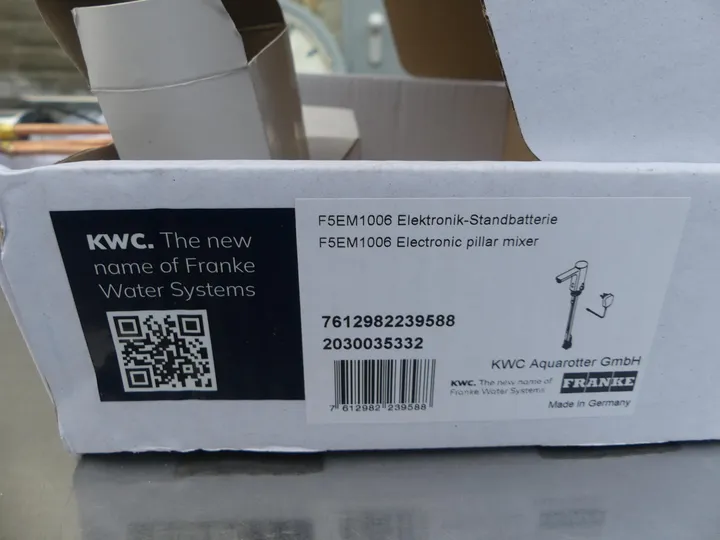 KWC. The new
name of Franke
Water Systems
F5EM1006 Elektronik-Standbatterie
F5EM1006 Electronic pillar mixer
7612982239588
2030035332
KWC Aquarotter GmbH
KWC. The new name of
Franke Water Systems
FRANKE
Made in Germany
7 612982 239588